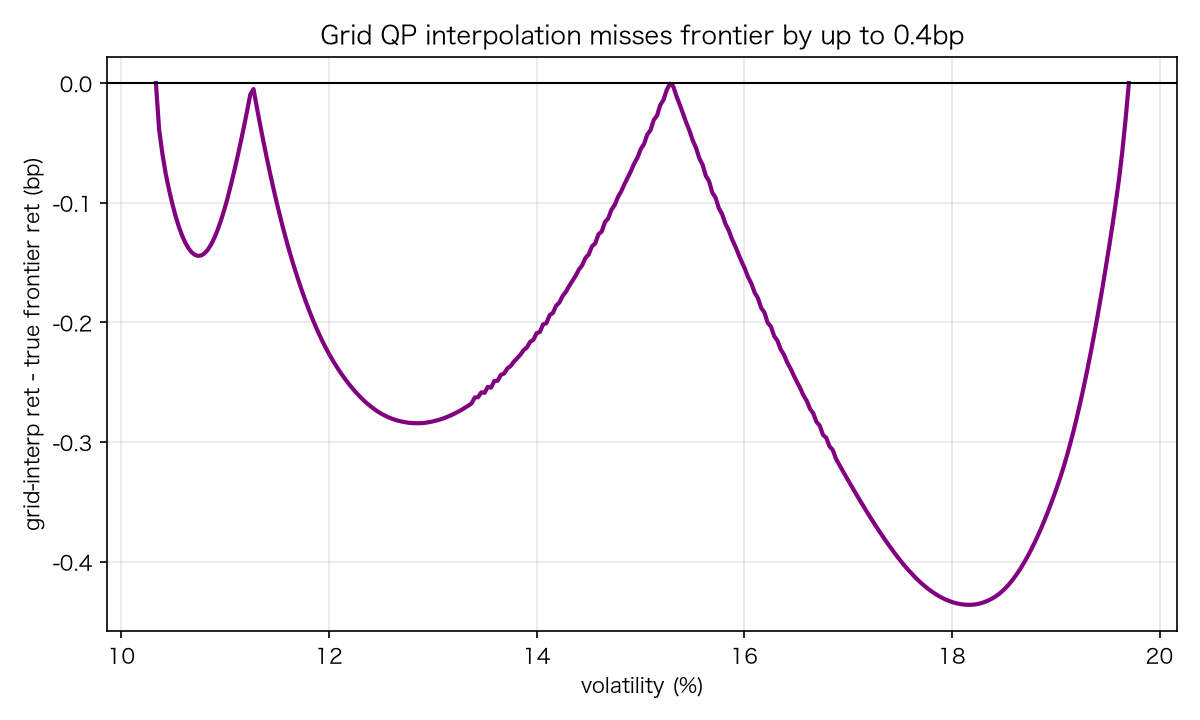 Grid QP interpolation misses frontier by up to 0.4bp
grid-interp ret - true frontier ret (bp)
0.0
-0.1
-0.2
-0.3
-0.4
10 12 14 16 18 20
volatility (%)